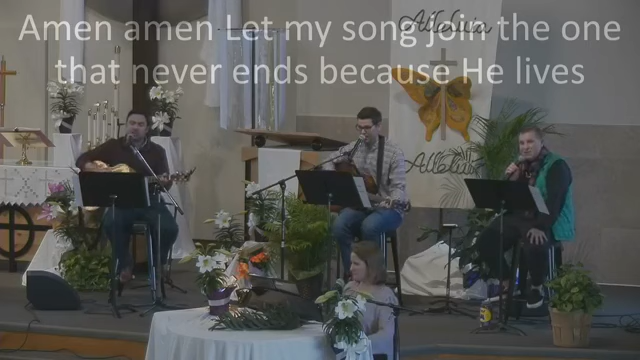 Amen amen Let my song join the one
that never ends because He lives
Alleluia
Alleluia